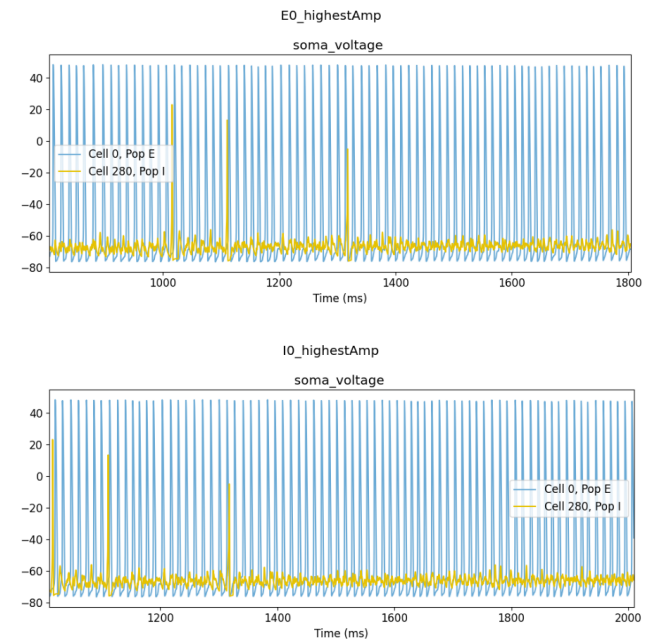 E0_highestAmp
soma_voltage
40
20
0
−20
−40
−60
−80
Cell 0, Pop E
Cell 280, Pop I
1000 1200 1400 1600 1800
Time (ms)
I0_highestAmp
soma_voltage
40
20
0
−20
−40
−60
−80
Cell 0, Pop E
Cell 280, Pop I
1200 1400 1600 1800 2000
Time (ms)